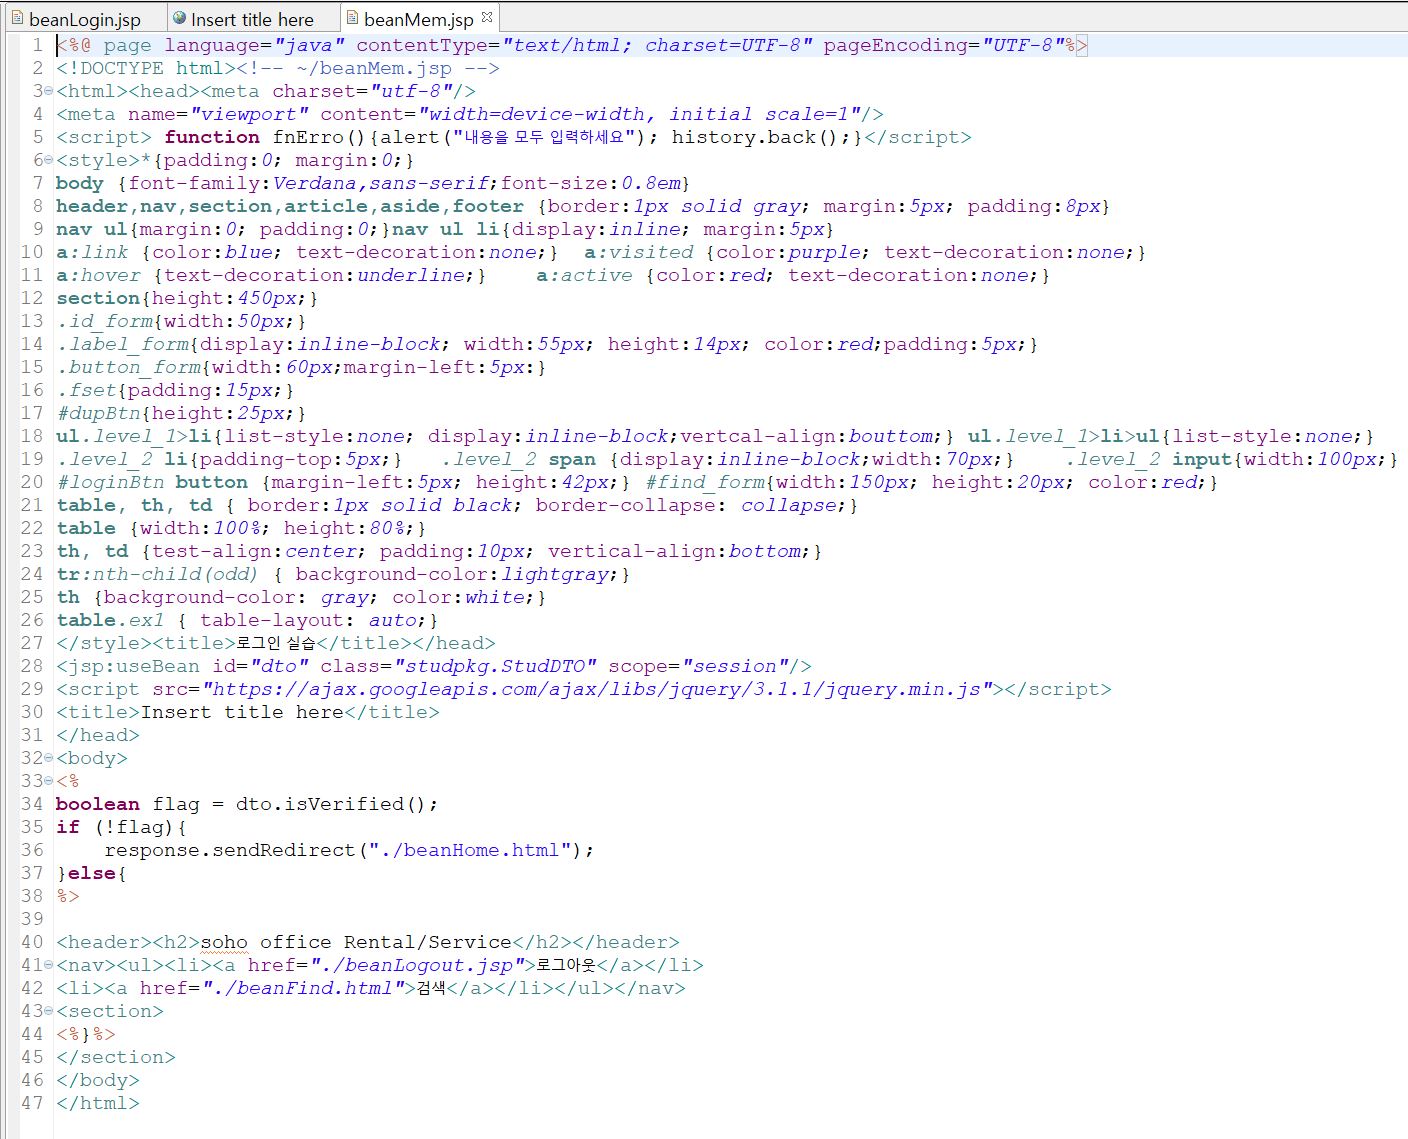 beanLogin.jsp Insert title here beanMem.jsp
1 <%@ page language="java" contentType="text/html; charset=UTF-8" pageEncoding="UTF-8"%>
2 <!DOCTYPE html><!-- ~/beanMem.jsp -->
3 <html><head><meta charset="utf-8"/>
4 <meta name="viewport" content="width=device-width, initial scale=1"/>
5 <script> function fnErro(){alert("내용을 모두 입력하세요"); history.back();}</script>
6 <style>*{padding:0; margin:0;}
7 body {font-family:Verdana,sans-serif;font-size:0.8em}
8 header,nav,section,article,aside,footer {border:1px solid gray; margin:5px; padding:8px}
9 nav ul{margin:0; padding:0;}nav ul li{display:inline; margin:5px}
10 a:link {color:blue; text-decoration:none;}  a:visited {color:purple; text-decoration:none;}
11 a:hover {text-decoration:underline;}    a:active {color:red; text-decoration:none;}
12 section{height:450px;}
13 .id_form{width:50px;}
14 .label_form{display:inline-block; width:55px; height:14px; color:red;padding:5px;}
15 .button_form{width:60px;margin-left:5px:}
16 .fset{padding:15px;}
17 #dupBtn{height:25px;}
18 ul.level_1>li{list-style:none; display:inline-block;vertcal-align:bouttom;} ul.level_1>li>ul{list-style:none;}
19 .level_2 li{padding-top:5px;}   .level_2 span {display:inline-block;width:70px;}    .level_2 input{width:100px;}
20 #loginBtn button {margin-left:5px; height:42px;} #find_form{width:150px; height:20px; color:red;}
21 table, th, td { border:1px solid black; border-collapse: collapse;}
22 table {width:100%; height:80%;}
23 th, td {test-align:center; padding:10px; vertical-align:bottom;}
24 tr:nth-child(odd) { background-color:lightgray;}
25 th {background-color: gray; color:white;}
26 table.ex1 { table-layout: auto;}
27 </style><title>로그인 실습</title></head>
28 <jsp:useBean id="dto" class="studpkg.StudDTO" scope="session"/>
29 <script src="https://ajax.googleapis.com/ajax/libs/jquery/3.1.1/jquery.min.js"></script>
30 <title>Insert title here</title>
31 </head>
32 <body>
33 <%
34 boolean flag = dto.isVerified();
35 if (!flag){
36     response.sendRedirect("./beanHome.html");
37 }else{
38 %>
39
40 <header><h2>soho office Rental/Service</h2></header>
41 <nav><ul><li><a href="./beanLogout.jsp">로그아웃</a></li>
42 <li><a href="./beanFind.html">검색</a></li></ul></nav>
43 <section>
44 <%}%>
45 </section>
46 </body>
47 </html>